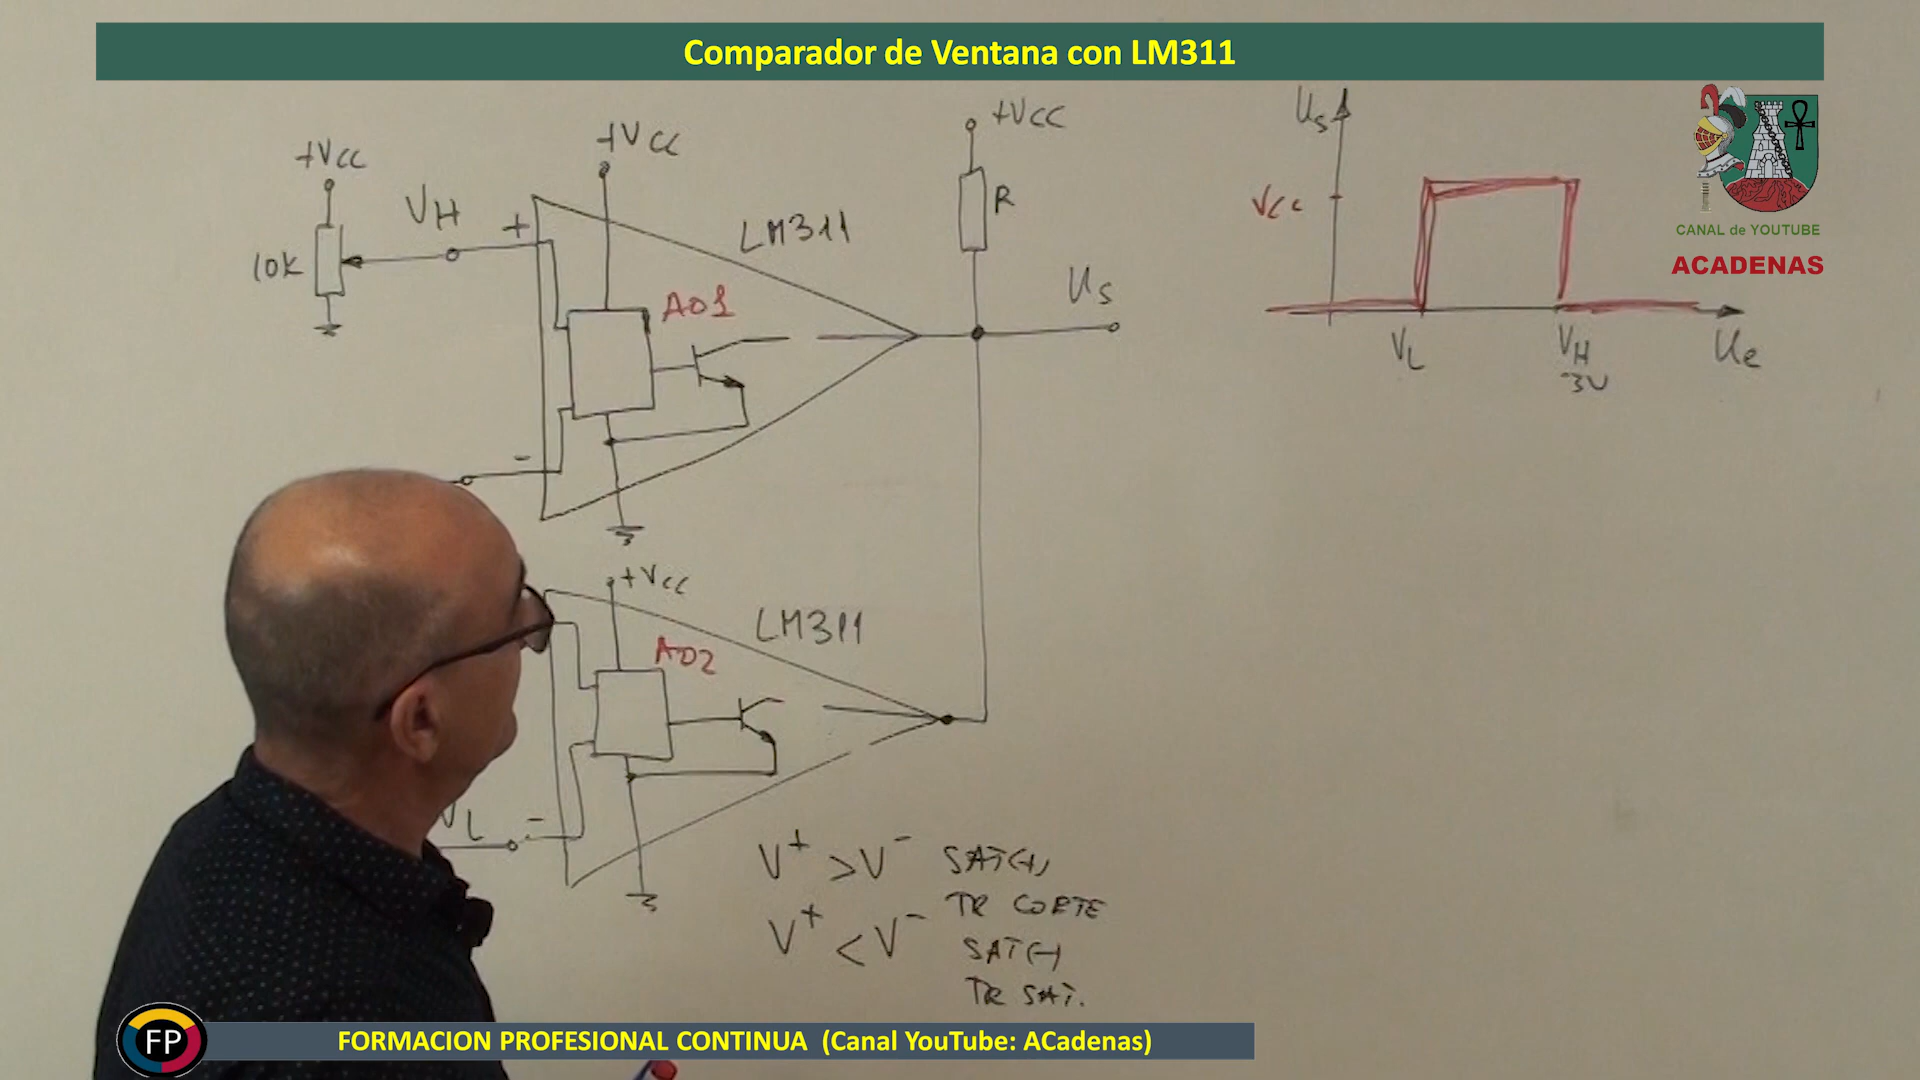 Comparador de Ventana con LM311
+VCC
10K
VH
+
-
+VCC
LM311
AO1
+VCC
R
US
US
VCC
VL
VH
3V
Ue
CANAL de YOUTUBE
ACADENAS
+VCC
LM311
AO2
VL
-
V+ > V- SAT(+)
TR CORTE
V+ < V- SAT(-)
TR SAT.
FP
FORMACION PROFESIONAL CONTINUA (Canal YouTube: ACadenas)